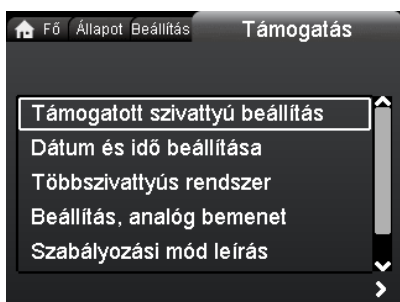 Fő Állapot Beállítás Támogatás
Támogatott szivattyú beállítás
Dátum és idő beállítása
Többszivattyús rendszer
Beállítás, analóg bemenet
Szabályozási mód leírás